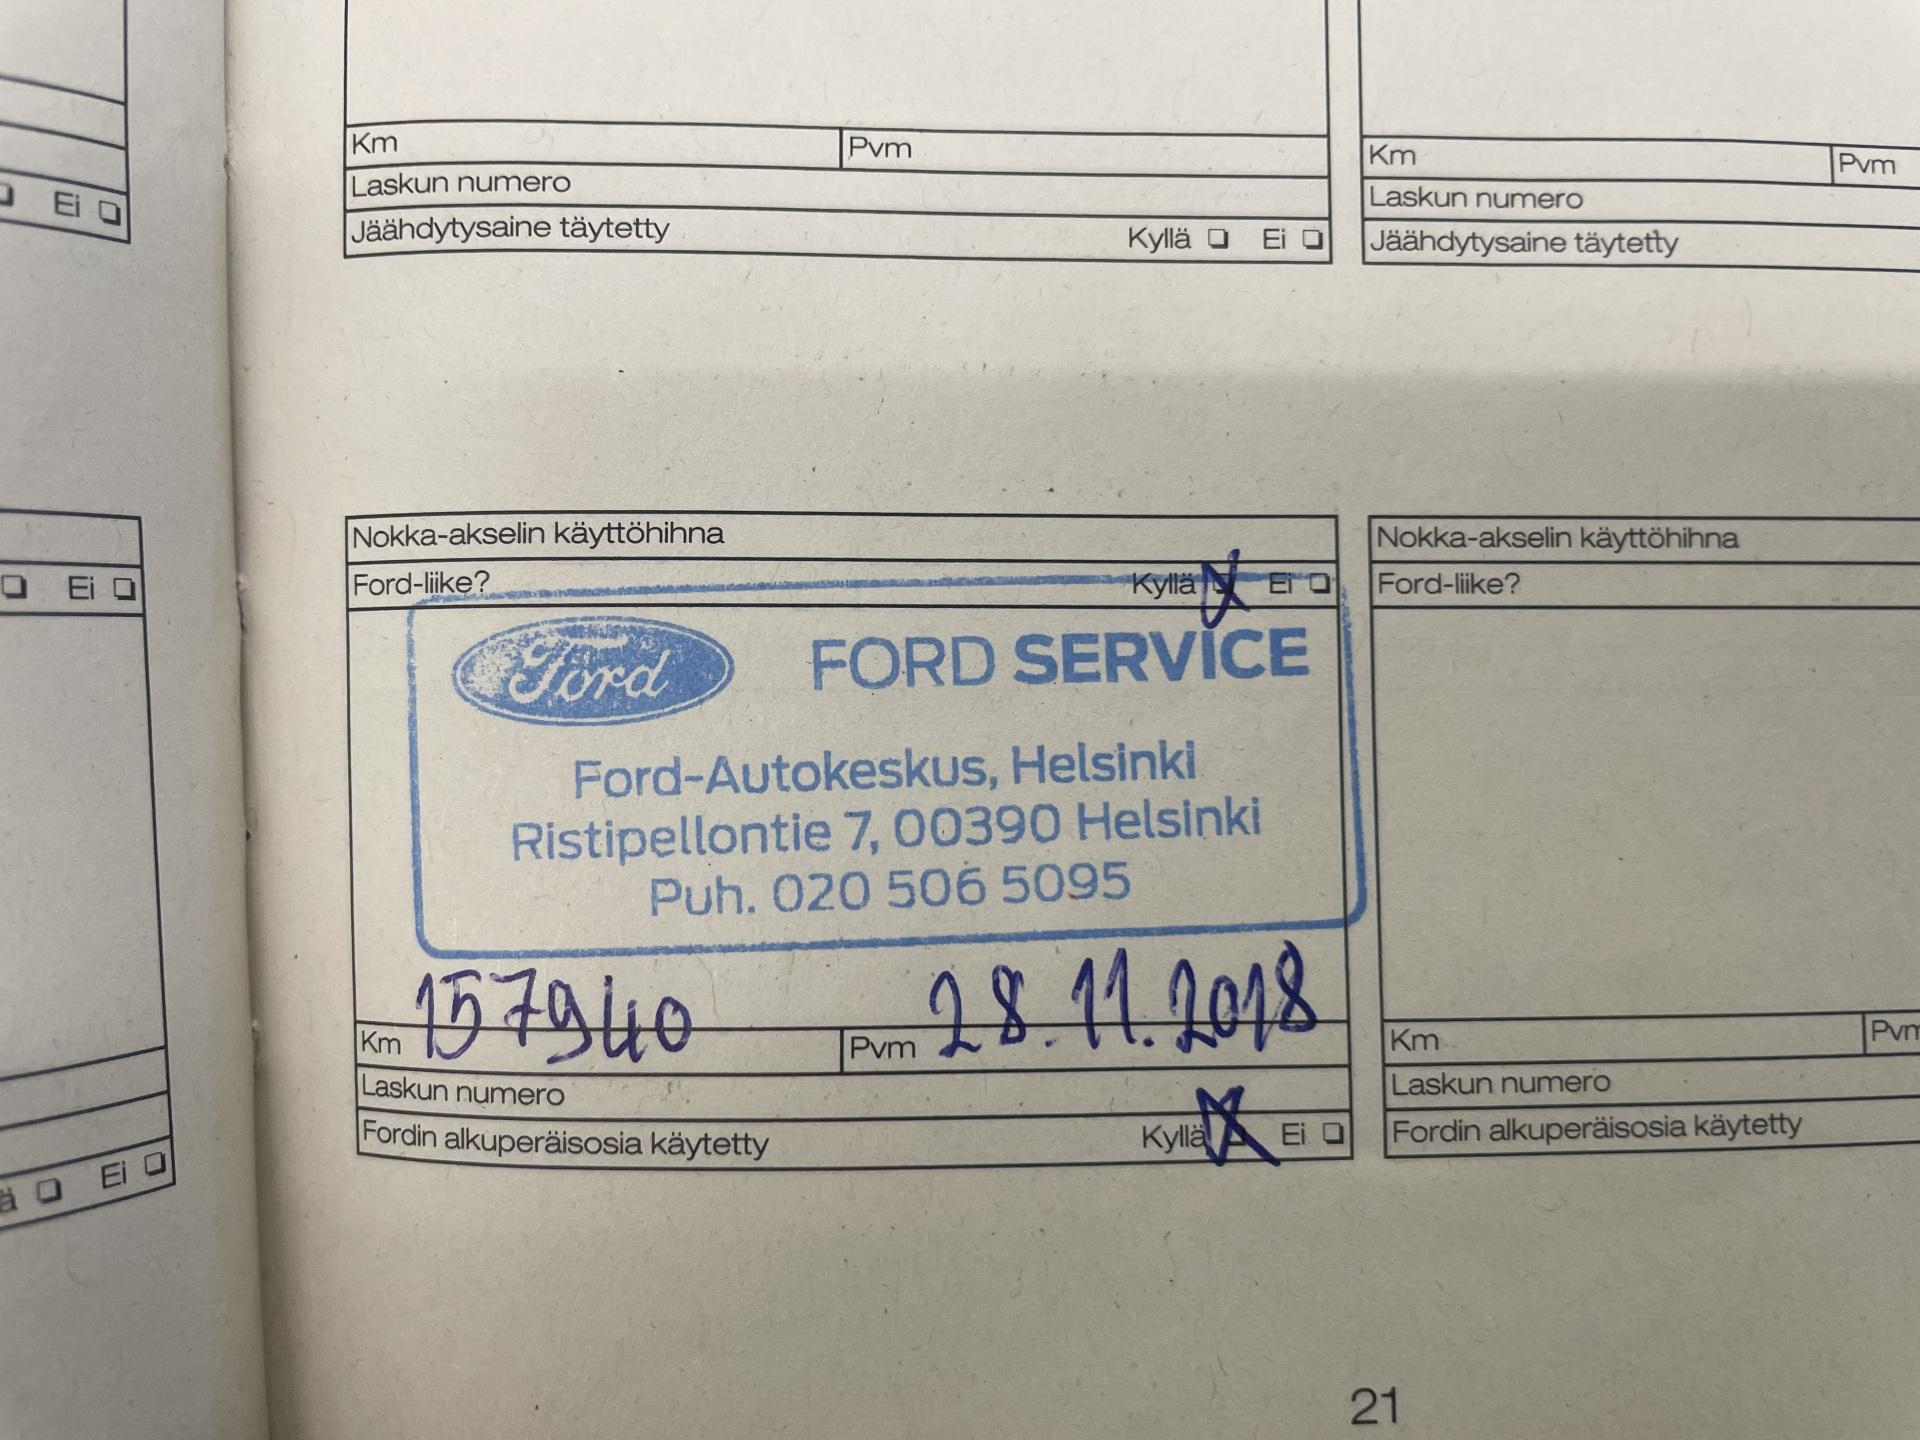 Ei ❏
Km Pvm
Laskun numero
Jäähdytysaine täytetty Kyllä ❏ Ei ❏
Km Pvm
Laskun numero
Jäähdytysaine täytetty
❏ Ei ❏
Ei ❏
Nokka-akselin käyttöhihna
Ford-liike? Kyllä Ei ❏
Ford FORD SERVICE
Ford-Autokeskus, Helsinki
Ristipellontie 7, 00390 Helsinki
Puh. 020 506 5095
Km 157940 Pvm 28.11.2018
Laskun numero
Fordin alkuperäisosia käytetty Kyllä Ei ❏
Nokka-akselin käyttöhihna
Ford-liike?
Km Pvm
Laskun numero
Fordin alkuperäisosia käytetty
21